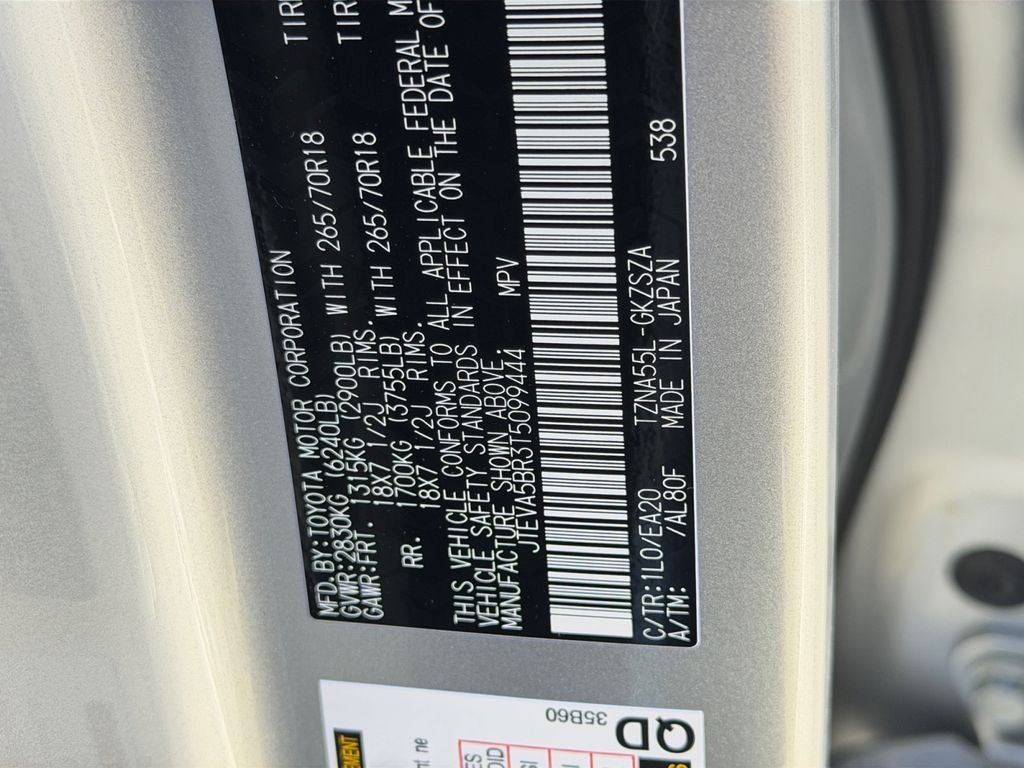 MFD.BY:TOYOTA MOTOR CORPORATION
GVWR:2830KG (6240LB)
GAWR:FRT. 1315KG (2900LB) WITH 265/70R18 TIR
18X7 1/2J RIMS.
RR. 1700KG (3755LB) WITH 265/70R18 TIR
18X7 1/2J RIMS.
THIS VEHICLE CONFORMS TO ALL APPLICABLE FEDERAL M
VEHICLE SAFETY STANDARDS IN EFFECT ON THE DATE OF
MANUFACTURE SHOWN ABOVE.
JTEVA5BR3T5099444 MPV
C/TR:1L0/EA20 TZNA55L-GKZSZA 538
A/TM: /AL80F MADE IN JAPAN
35B60
QD